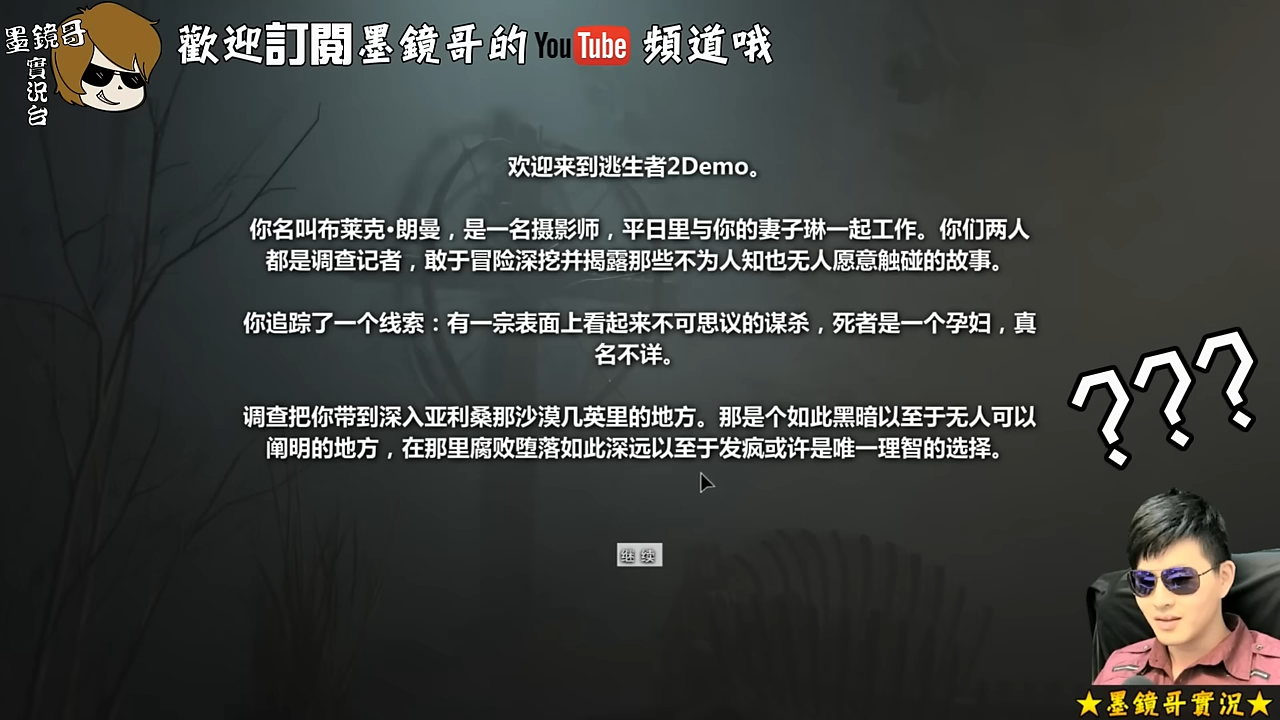 墨鏡哥
實況台
歡迎訂閱墨鏡哥的YouTube 頻道哦
欢迎来到逃生者2Demo。
你名叫布莱克•朗曼，是一名摄影师，平日里与你的妻子琳一起工作。你们两人
都是调查记者，敢于冒险深挖并揭露那些不为人知也无人愿意触碰的故事。
你追踪了一个线索：有一宗表面上看起来不可思议的谋杀，死者是一个孕妇，真
名不详。
调查把你带到深入亚利桑那沙漠几英里的地方。那是个如此黑暗以至于无人可以
阐明的地方，在那里腐败堕落如此深远以至于发疯或许是唯一理智的选择。
继 续
???
★墨鏡哥實況★